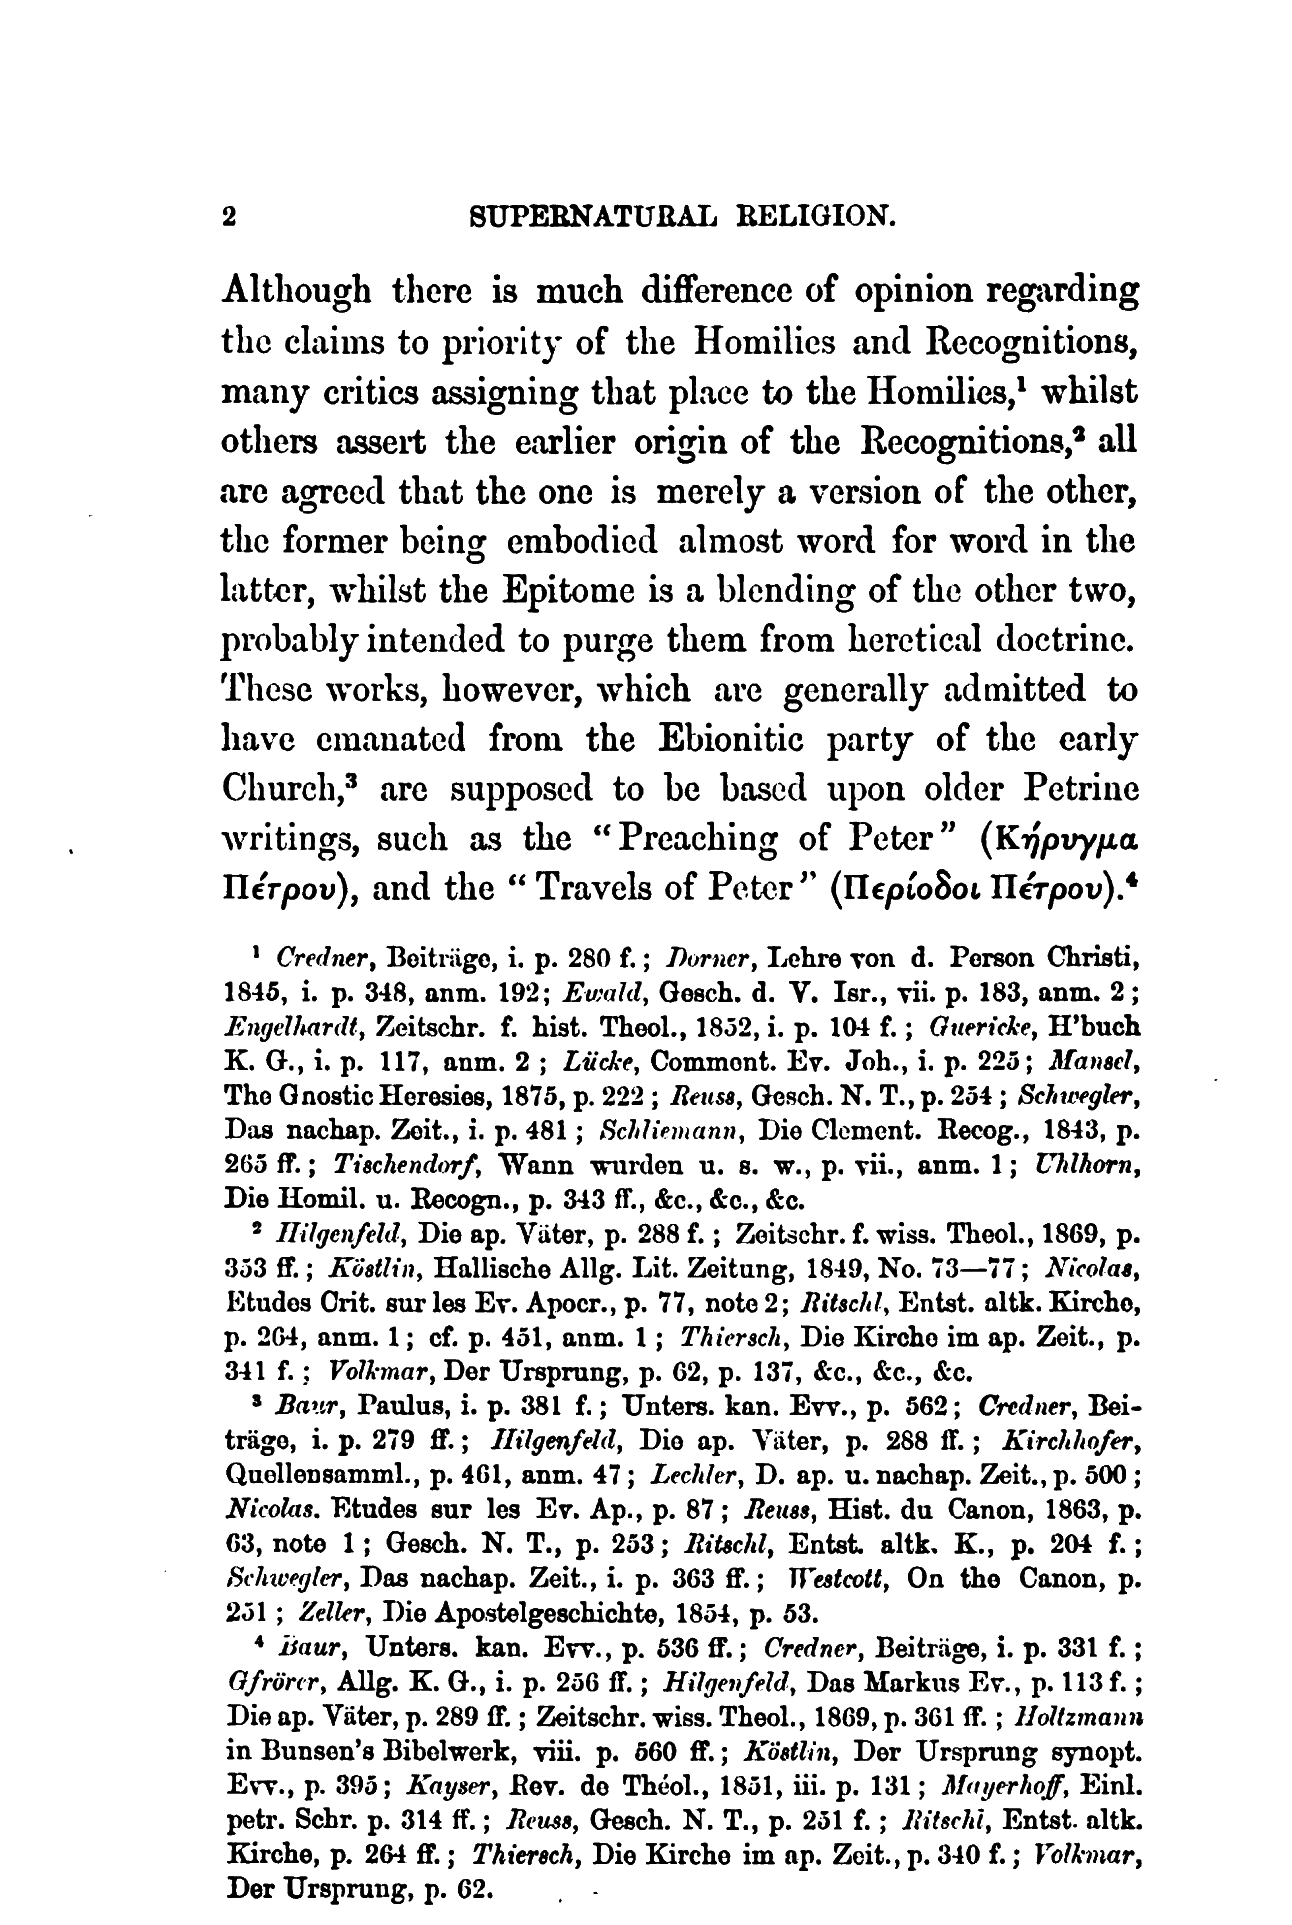 2 SUPERNATURAL RELIGION.
Although there is much difference of opinion regarding
the claims to priority of the Homilies and Recognitions,
many critics assigning that place to the Homilies,¹ whilst
others assert the earlier origin of the Recognitions,² all
are agreed that the one is merely a version of the other,
the former being embodied almost word for word in the
latter, whilst the Epitome is a blending of the other two,
probably intended to purge them from heretical doctrine.
These works, however, which are generally admitted to
have emanated from the Ebionitic party of the early
Church,³ are supposed to be based upon older Petrine
writings, such as the “Preaching of Peter” (Κήρυγμα
Πέτρου), and the “Travels of Peter” (Περίοδοι Πέτρου).⁴
¹ Credner, Beiträge, i. p. 280 f.; Dorner, Lehre von d. Person Christi,
1845, i. p. 348, anm. 192; Ewald, Gesch. d. V. Isr., vii. p. 183, anm. 2;
Engelhardt, Zeitschr. f. hist. Theol., 1852, i. p. 104 f.; Guericke, H’buch
K. G., i. p. 117, anm. 2; Lücke, Comment. Ev. Joh., i. p. 225; Mansel,
The Gnostic Heresies, 1875, p. 222; Reuss, Gesch. N. T., p. 254; Schwegler,
Das nachap. Zeit., i. p. 481; Schliemann, Die Clement. Recog., 1843, p.
265 ff.; Tischendorf, Wann wurden u. s. w., p. vii., anm. 1; Uhlhorn,
Die Homil. u. Recogn., p. 343 ff., &c., &c., &c.
² Hilgenfeld, Die ap. Väter, p. 288 f.; Zeitschr. f. wiss. Theol., 1869, p.
353 ff.; Köstlin, Hallische Allg. Lit. Zeitung, 1849, No. 73—77; Nicolas,
Etudes Crit. sur les Ev. Apocr., p. 77, note 2; Ritschl, Entst. altk. Kirche,
p. 264, anm. 1; cf. p. 451, anm. 1; Thiersch, Die Kirche im ap. Zeit., p.
341 f.; Volkmar, Der Ursprung, p. 62, p. 137, &c., &c., &c.
³ Baur, Paulus, i. p. 381 f.; Unters. kan. Evv., p. 562; Credner, Bei-
träge, i. p. 279 ff.; Hilgenfeld, Die ap. Väter, p. 288 ff.; Kirchhofer,
Quellensamml., p. 461, anm. 47; Lechler, D. ap. u. nachap. Zeit., p. 500;
Nicolas. Etudes sur les Ev. Ap., p. 87; Reuss, Hist. du Canon, 1863, p.
63, note 1; Gesch. N. T., p. 253; Ritschl, Entst. altk. K., p. 204 f.;
Schwegler, Das nachap. Zeit., i. p. 363 ff.; Westcott, On the Canon, p.
251; Zeller, Die Apostelgeschichte, 1854, p. 53.
⁴ Baur, Unters. kan. Evv., p. 536 ff.; Credner, Beiträge, i. p. 331 f.;
Gfrörer, Allg. K. G., i. p. 256 ff.; Hilgenfeld, Das Markus Ev., p. 113 f.;
Die ap. Väter, p. 289 ff.; Zeitschr. wiss. Theol., 1869, p. 361 ff.; Holtzmann
in Bunsen’s Bibelwerk, viii. p. 560 ff.; Köstlin, Der Ursprung synopt.
Evv., p. 395; Kayser, Rev. de Théol., 1851, iii. p. 131; Mayerhoff, Einl.
petr. Schr. p. 314 ff.; Reuss, Gesch. N. T., p. 251 f.; Ritschl, Entst. altk.
Kirche, p. 264 ff.; Thiersch, Die Kirche im ap. Zeit., p. 340 f.; Volkmar,
Der Ursprung, p. 62.